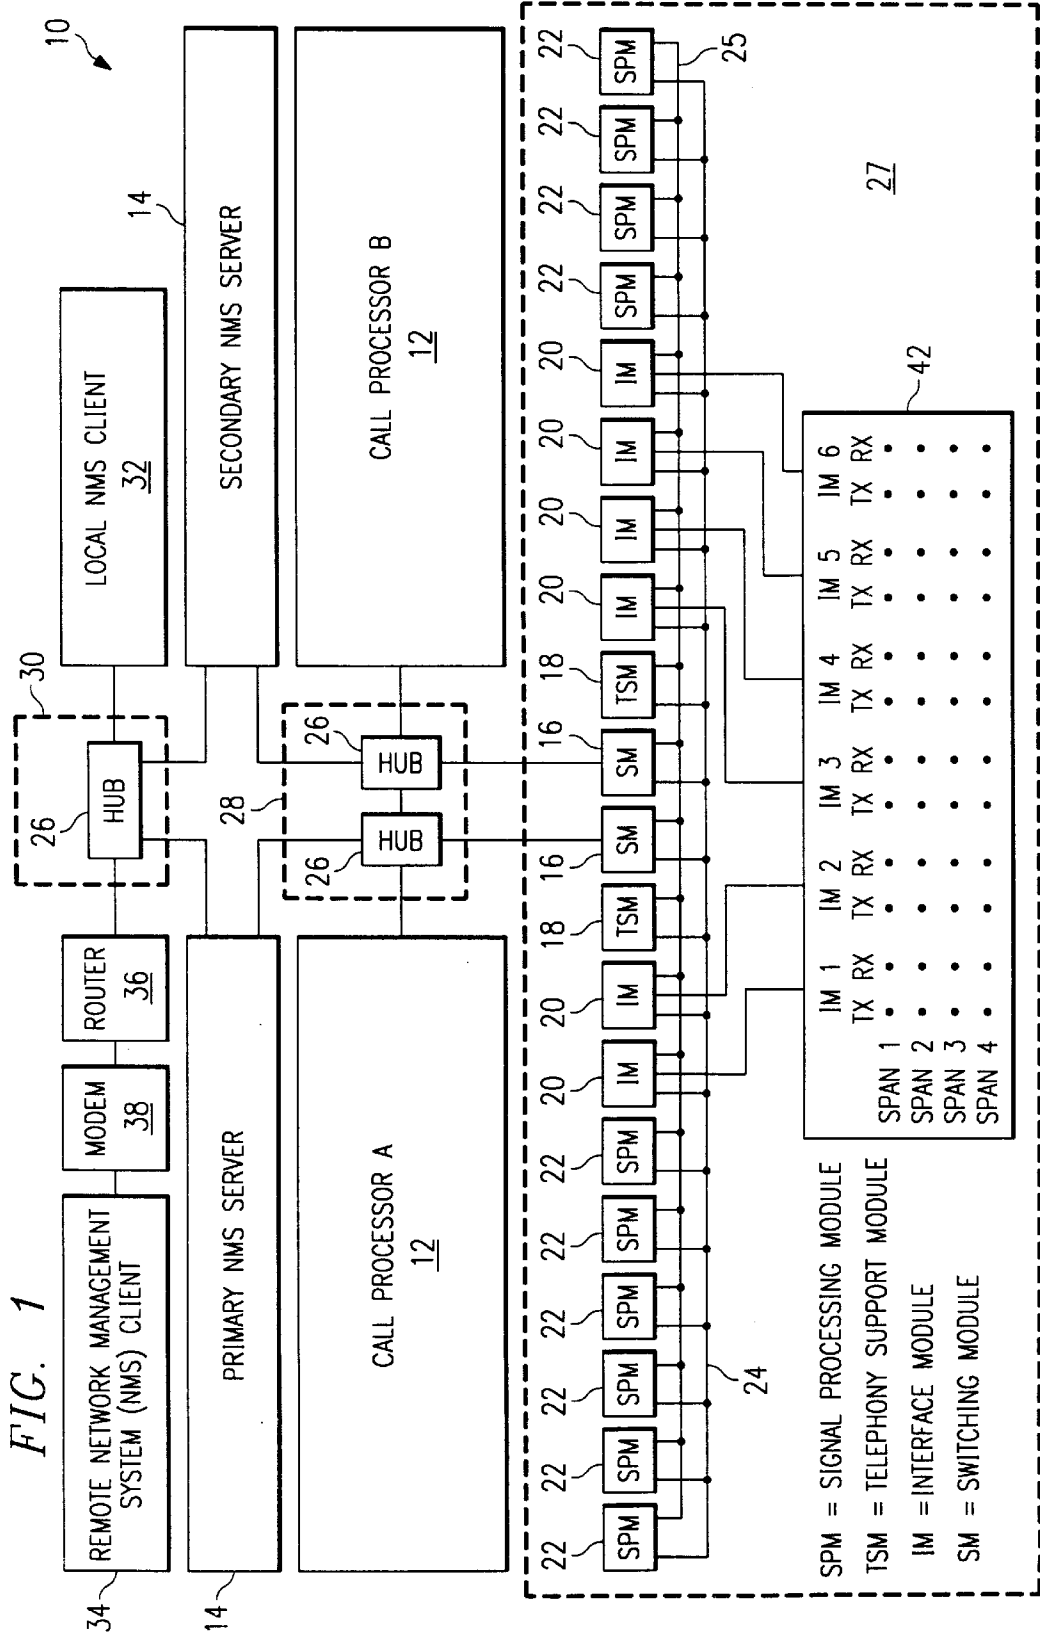 FIG. 1
10
34
REMOTE NETWORK MANAGEMENT
SYSTEM (NMS) CLIENT
MODEM
38
ROUTER
36
26
HUB
30
LOCAL NMS CLIENT
32
14
PRIMARY NMS SERVER
SECONDARY NMS SERVER
14
CALL PROCESSOR A
12
28
26
HUB
26
HUB
CALL PROCESSOR B
12
22 22 22 22 22 22 20 20 18 16 16 18 20 20 20 20 22 22 22 22
SPM SPM SPM SPM SPM SPM IM IM TSM SM SM TSM IM IM IM IM SPM SPM SPM SPM
24
25
27
42
IM 1 IM 2 IM 3 IM 4 IM 5 IM 6
TX RX TX RX TX RX TX RX TX RX TX RX
SPAN 1
SPAN 2
SPAN 3
SPAN 4
SPM = SIGNAL PROCESSING MODULE
TSM = TELEPHONY SUPPORT MODULE
IM = INTERFACE MODULE
SM = SWITCHING MODULE